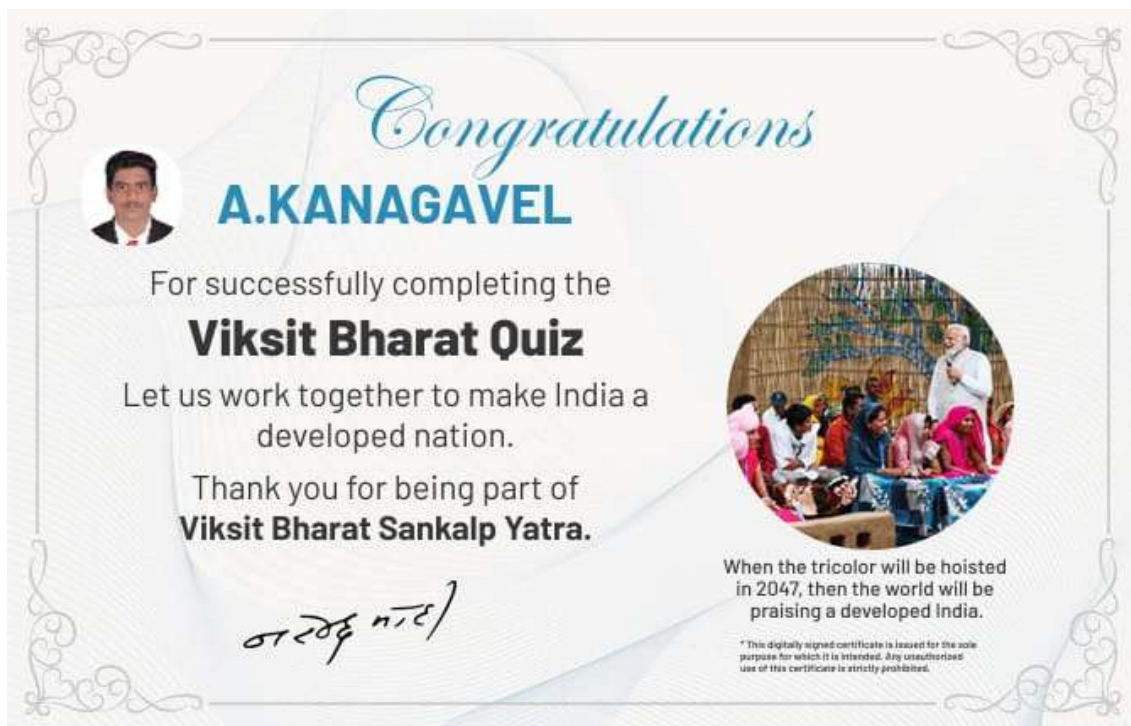 Congratulations
A.KANAGAVEL
For successfully completing the
Viksit Bharat Quiz
Let us work together to make India a
developed nation.
Thank you for being part of
Viksit Bharat Sankalp Yatra.
नरेन्द्र मोदी
When the tricolor will be hoisted
in 2047, then the world will be
praising a developed India.
* This digitally signed certificate is issued for the sole
purpose for which it is intended. Any unauthorized
use of this certificate is strictly prohibited.